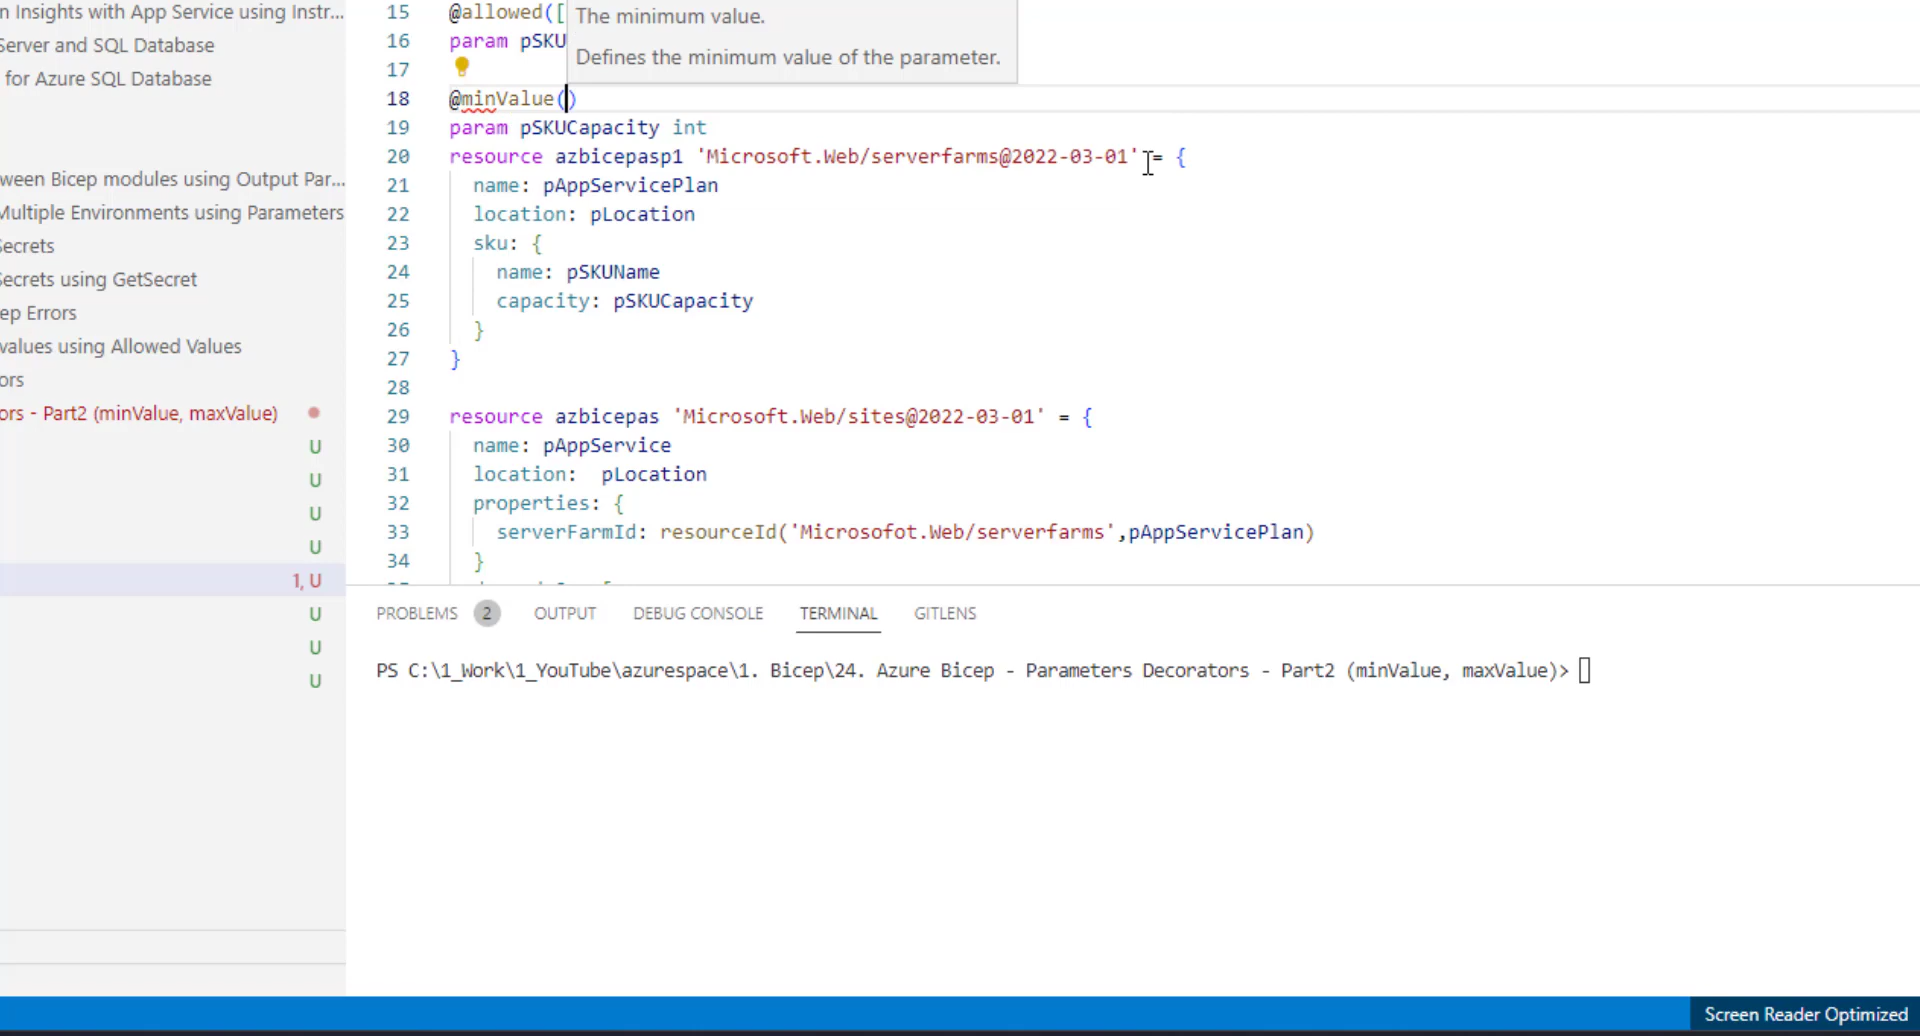 n Insights with App Service using Instr...
Server and SQL Database
for Azure SQL Database
ween Bicep modules using Output Par...
Multiple Environments using Parameters
Secrets
Secrets using GetSecret
ep Errors
values using Allowed Values
ors
ors - Part2 (minValue, maxValue)
U
U
U
U
1, U
U
U
U
The minimum value.
Defines the minimum value of the parameter.
15 @allowed([
16 param pSKU
17
18 @minValue()
19 param pSKUCapacity int
20 resource azbicepasp1 'Microsoft.Web/serverfarms@2022-03-01' = {
21 name: pAppServicePlan
22 location: pLocation
23 sku: {
24 name: pSKUName
25 capacity: pSKUCapacity
26 }
27 }
28
29 resource azbicepas 'Microsoft.Web/sites@2022-03-01' = {
30 name: pAppService
31 location:  pLocation
32 properties: {
33 serverFarmId: resourceId('Microsofot.Web/serverfarms',pAppServicePlan)
34 }
PROBLEMS 2 OUTPUT DEBUG CONSOLE TERMINAL GITLENS
PS C:\1_Work\1_YouTube\azurespace\1. Bicep\24. Azure Bicep - Parameters Decorators - Part2 (minValue, maxValue)>
Screen Reader Optimized